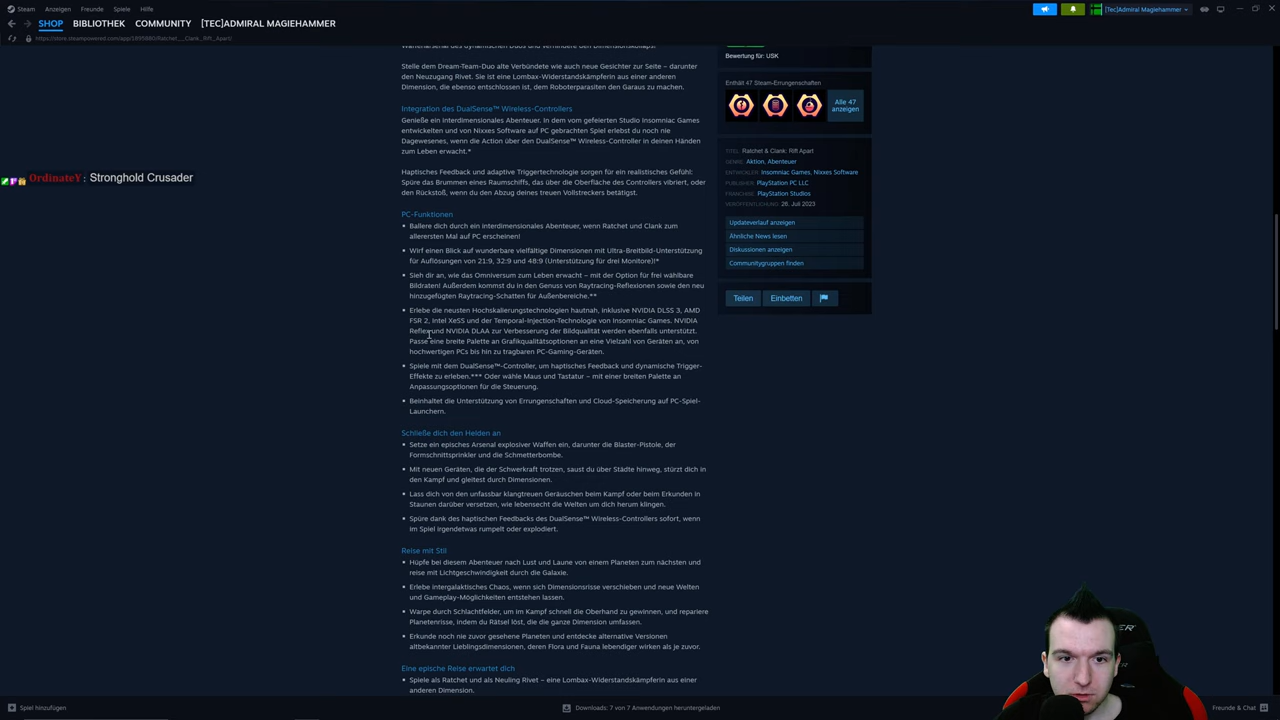 Steam Anzeigen Freunde Spiele Hilfe
[Tec]Admiral Magiehammer
SHOP BIBLIOTHEK COMMUNITY [TEC]ADMIRAL MAGIEHAMMER
https://store.steampowered.com/app/1895880/Ratchet__Clank_Rift_Apart/
Stelle dem Dream-Team-Duo alte Verbündete wie auch neue Gesichter zur Seite – darunter
den Neuzugang Rivet. Sie ist eine Lombax-Widerstandskämpferin aus einer anderen
Dimension, die ebenso entschlossen ist, dem Roboterparasiten den Garaus zu machen.
Integration des DualSense™ Wireless-Controllers
Genieße ein interdimensionales Abenteuer. In dem vom gefeierten Studio Insomniac Games
entwickelten und von Nixxes Software auf PC gebrachten Spiel erlebst du noch nie
Dagewesenes, wenn die Action über den DualSense™ Wireless-Controller in deinen Händen
zum Leben erwacht.*
Haptisches Feedback und adaptive Triggertechnologie sorgen für ein realistisches Gefühl:
Spüre das Brummen eines Raumschiffs, das über die Oberfläche des Controllers vibriert, oder
den Rückstoß, wenn du den Abzug deines treuen Vollstreckers betätigst.
OrdinateY: Stronghold Crusader
PC-Funktionen
Ballere dich durch ein interdimensionales Abenteuer, wenn Ratchet und Clank zum
allerersten Mal auf PC erscheinen!
Wirf einen Blick auf wunderbare vielfältige Dimensionen mit Ultra-Breitbild-Unterstützung
für Auflösungen von 21:9, 32:9 und 48:9 (Unterstützung für drei Monitore)!*
Sieh dir an, wie das Omniversum zum Leben erwacht – mit der Option für frei wählbare
Bildraten! Außerdem kommst du in den Genuss von Raytracing-Reflexionen sowie den neu
hinzugefügten Raytracing-Schatten für Außenbereiche.**
Erlebe die neusten Hochskalierungstechnologien hautnah, inklusive NVIDIA DLSS 3, AMD
FSR 2, Intel XeSS und der Temporal-Injection-Technologie von Insomniac Games. NVIDIA
Reflex und NVIDIA DLAA zur Verbesserung der Bildqualität werden ebenfalls unterstützt.
Passe eine breite Palette an Grafikqualitätsoptionen an eine Vielzahl von Geräten an, von
hochwertigen PCs bis hin zu tragbaren PC-Gaming-Geräten.
Spiele mit dem DualSense™-Controller, um haptisches Feedback und dynamische Trigger-
Effekte zu erleben.*** Oder wähle Maus und Tastatur – mit einer breiten Palette an
Anpassungsoptionen für die Steuerung.
Beinhaltet die Unterstützung von Errungenschaften und Cloud-Speicherung auf PC-Spiel-
Launchern.
Schließe dich den Helden an
Setze ein episches Arsenal explosiver Waffen ein, darunter die Blaster-Pistole, der
Formschnittsprinkler und die Schmetterbombe.
Mit neuen Geräten, die der Schwerkraft trotzen, saust du über Städte hinweg, stürzt dich in
den Kampf und gleitest durch Dimensionen.
Lass dich von den unfassbar klangtreuen Geräuschen beim Kampf oder beim Erkunden in
Staunen darüber versetzen, wie lebensecht die Welten um dich herum klingen.
Spüre dank des haptischen Feedbacks des DualSense™ Wireless-Controllers sofort, wenn
im Spiel irgendetwas rumpelt oder explodiert.
Reise mit Stil
Hüpfe bei diesem Abenteuer nach Lust und Laune von einem Planeten zum nächsten und
reise mit Lichtgeschwindigkeit durch die Galaxie.
Erlebe intergalaktisches Chaos, wenn sich Dimensionsrisse verschieben und neue Welten
und Gameplay-Möglichkeiten entstehen lassen.
Warpe durch Schlachtfelder, um im Kampf schnell die Oberhand zu gewinnen, und repariere
Planetenrisse, indem du Rätsel löst, die die ganze Dimension umfassen.
Erkunde noch nie zuvor gesehene Planeten und entdecke alternative Versionen
altbekannter Lieblingsdimensionen, deren Flora und Fauna lebendiger wirken als je zuvor.
Eine epische Reise erwartet dich
Spiele als Ratchet und als Neuling Rivet – eine Lombax-Widerstandskämpferin aus einer
anderen Dimension.
Bewertung für: USK
Enthält 47 Steam-Errungenschaften
Alle 47
anzeigen
TITEL: Ratchet & Clank: Rift Apart
GENRE: Aktion, Abenteuer
ENTWICKLER: Insomniac Games, Nixxes Software
PUBLISHER: PlayStation PC LLC
FRANCHISE: PlayStation Studios
VERÖFFENTLICHUNG: 26. Juli 2023
Updateverlauf anzeigen
Ähnliche News lesen
Diskussionen anzeigen
Communitygruppen finden
Teilen Einbetten
Spiel hinzufügen
Downloads: 7 von 7 Anwendungen heruntergeladen
Freunde & Chat